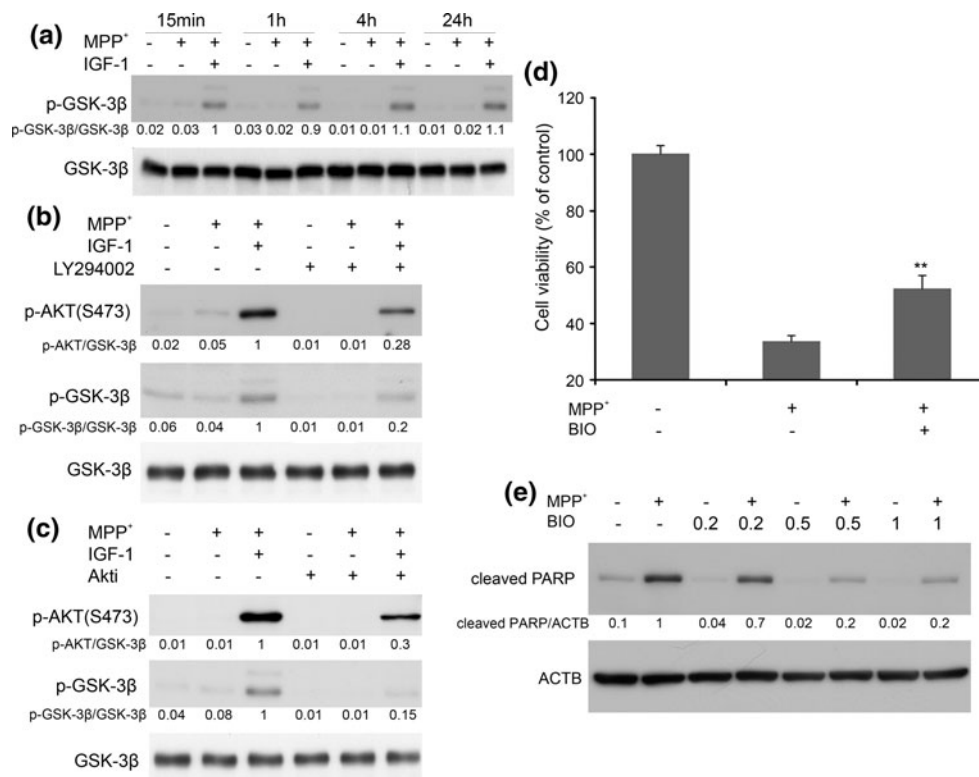 (a)
15min 1h 4h 24h
MPP+ - + + - + + - + + - + +
IGF-1 - - + - - + - - + - - +
p-GSK-3β
p-GSK-3β/GSK-3β 0.02 0.03 1 0.03 0.02 0.9 0.01 0.01 1.1 0.01 0.02 1.1
GSK-3β
(b)
MPP+ - + + - + +
IGF-1 - - + - - +
LY294002 - - - + + +
p-AKT(S473)
p-AKT/GSK-3β 0.02 0.05 1 0.01 0.01 0.28
p-GSK-3β
p-GSK-3β/GSK-3β 0.06 0.04 1 0.01 0.01 0.2
GSK-3β
(c)
MPP+ - + + - + +
IGF-1 - - + - - +
Akti - - - + + +
p-AKT(S473)
p-AKT/GSK-3β 0.01 0.01 1 0.01 0.01 0.3
p-GSK-3β
p-GSK-3β/GSK-3β 0.04 0.08 1 0.01 0.01 0.15
GSK-3β
(d)
Cell viability (% of control)
120
100
80
60
40
20
**
MPP+ - + +
BIO - - +
(e)
MPP+ - + - + - + - +
BIO - - 0.2 0.2 0.5 0.5 1 1
cleaved PARP
cleaved PARP/ACTB 0.1 1 0.04 0.7 0.02 0.2 0.02 0.2
ACTB